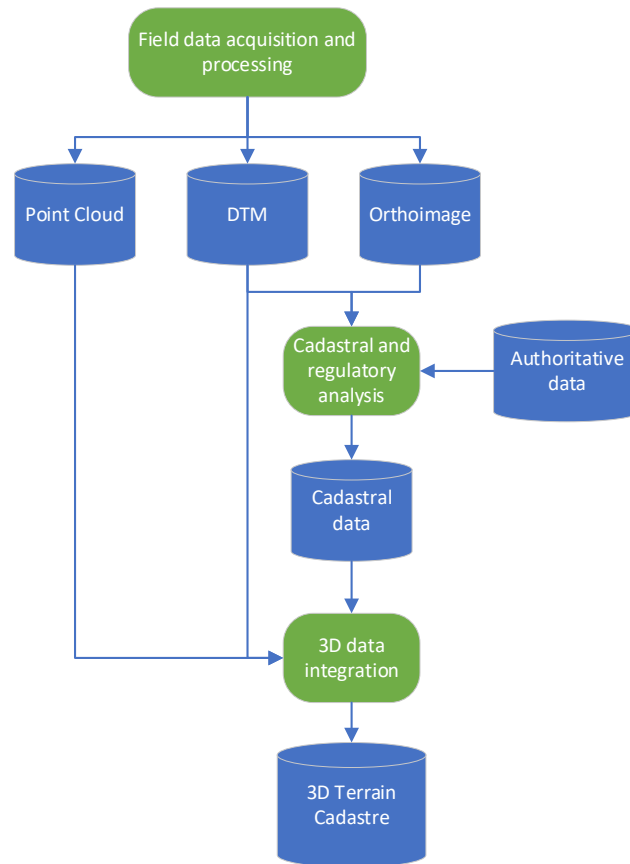 Field data acquisition and
processing
Point Cloud
DTM
Orthoimage
Cadastral and
regulatory
analysis
Authoritative
data
Cadastral
data
3D data
integration
3D Terrain
Cadastre